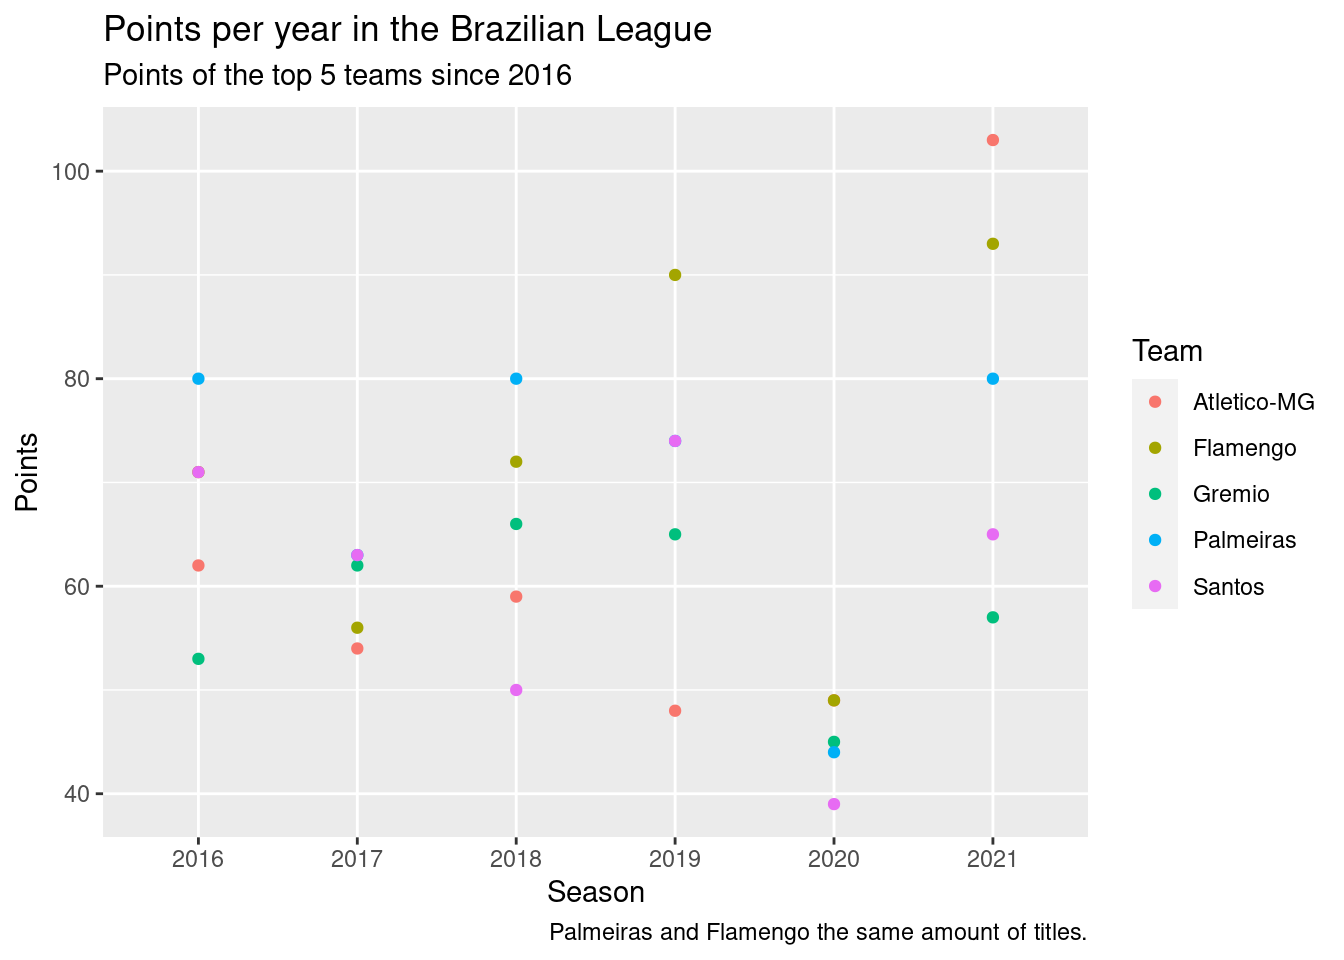 Points per year in the Brazilian League
Points of the top 5 teams since 2016
100
80
60
40
Points
2016 2017 2018 2019 2020 2021
Season
Team
Atletico-MG
Flamengo
Gremio
Palmeiras
Santos
Palmeiras and Flamengo the same amount of titles.